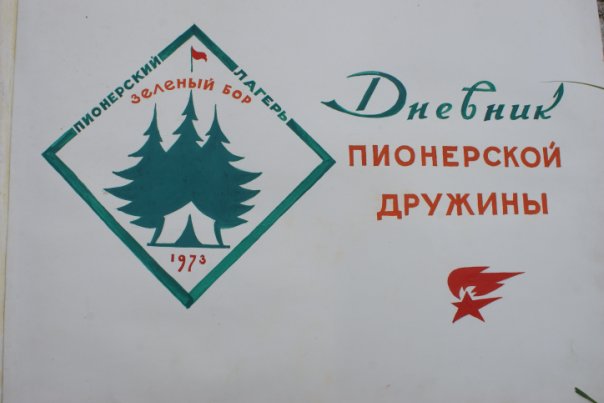 ПИОНЕРСКИЙ ЛАГЕРЬ
зеленый бор
1973
Дневник
ПИОНЕРСКОЙ
ДРУЖИНЫ